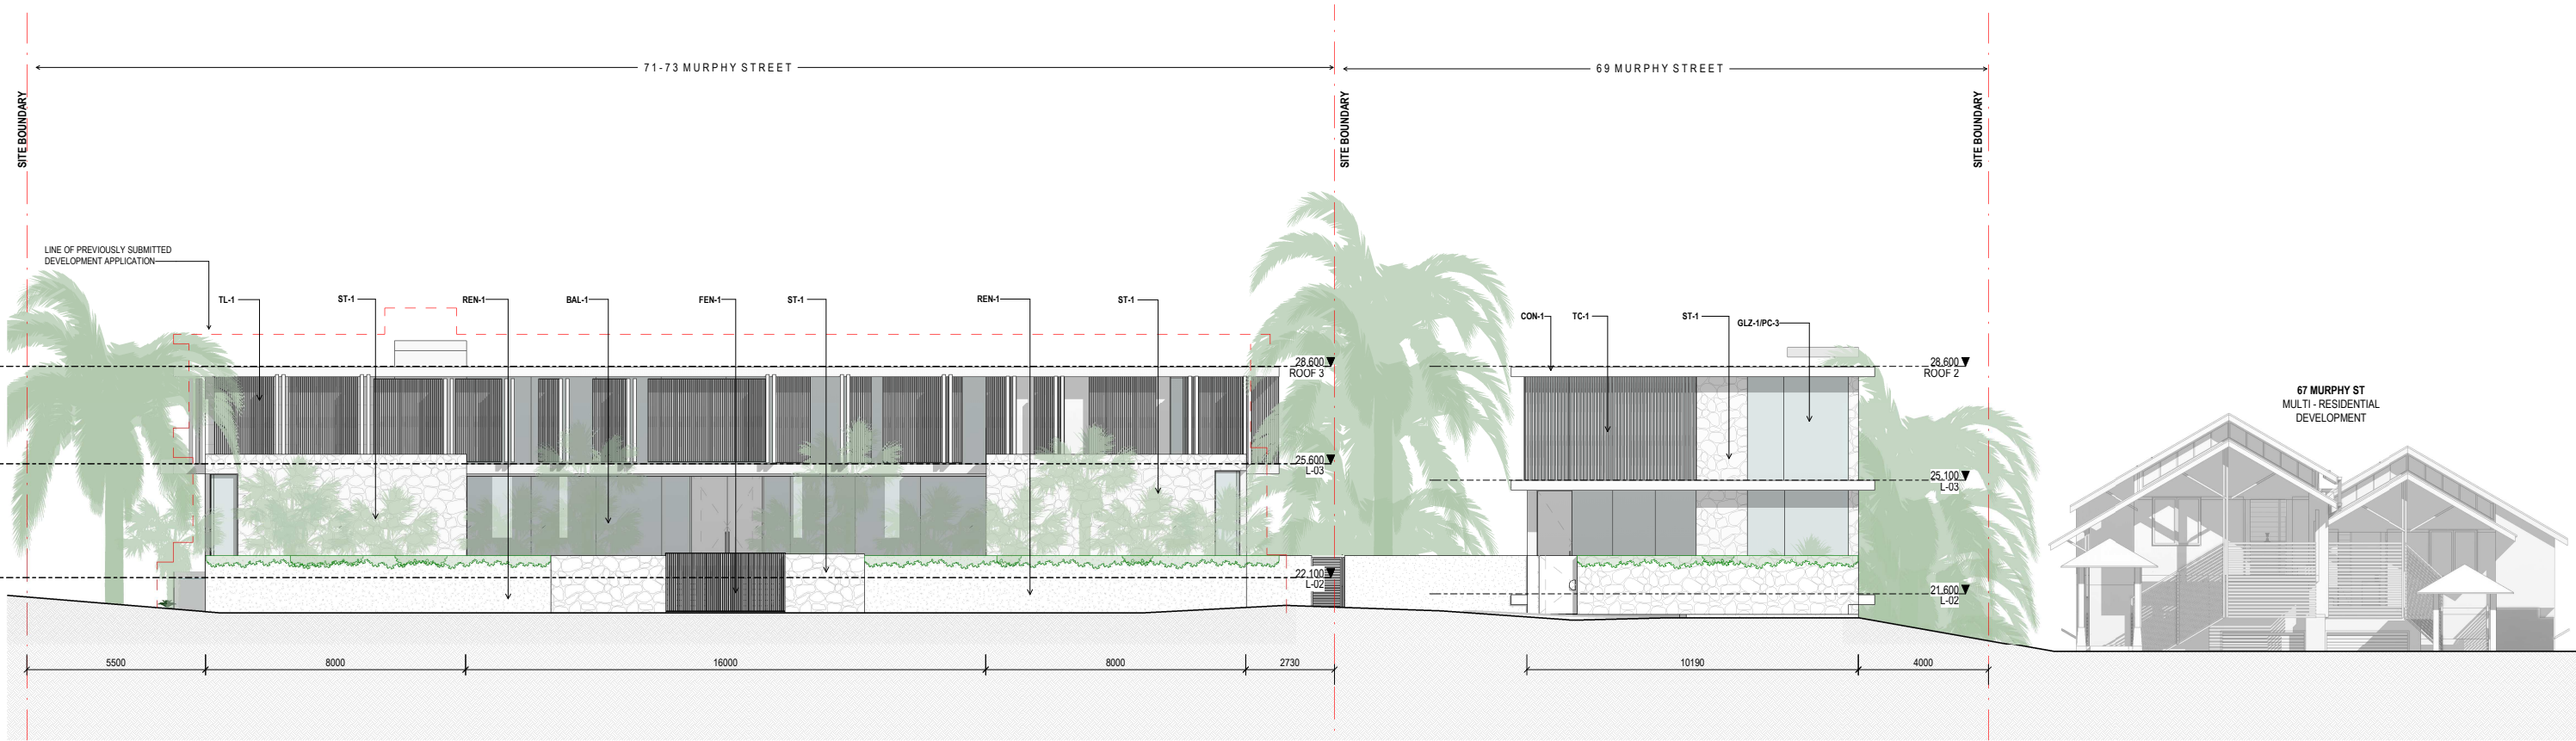 71-73 MURPHY STREET
69 MURPHY STREET
SITE BOUNDARY
SITE BOUNDARY
SITE BOUNDARY
LINE OF PREVIOUSLY SUBMITTED
DEVELOPMENT APPLICATION
TL-1
ST-1
REN-1
BAL-1
FEN-1
ST-1
REN-1
ST-1
CON-1
TC-1
ST-1
GLZ-1/PC-3
28,600
ROOF 3
28,600
ROOF 2
67 MURPHY ST
MULTI - RESIDENTIAL
DEVELOPMENT
25,600
L-03
25,100
L-03
22,100
L-02
21,600
L-02
5500
8000
16000
8000
2730
10190
4000